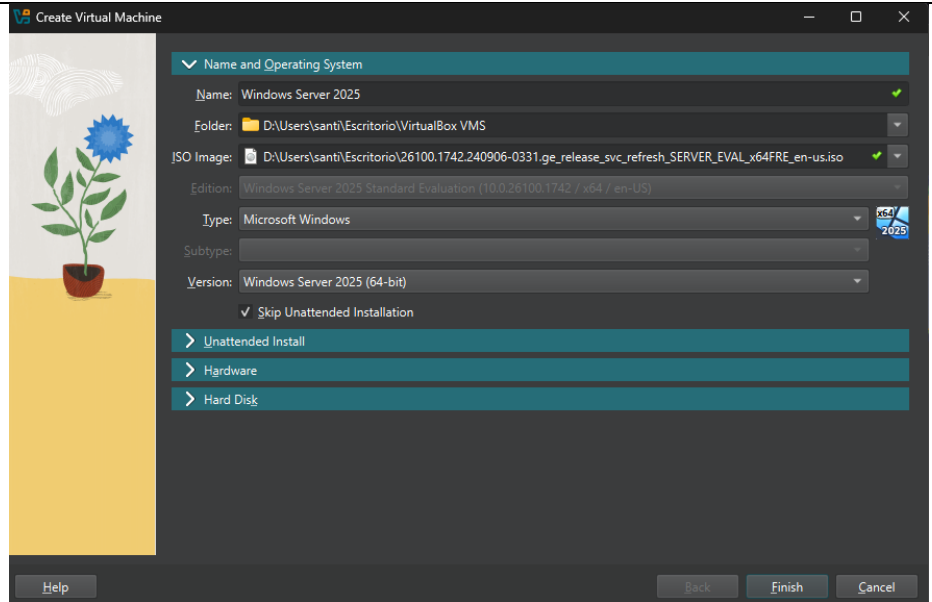 Create Virtual Machine
Name and Operating System
Name: Windows Server 2025
Folder: D:\Users\santi\Escritorio\VirtualBox VMS
ISO Image: D:\Users\santi\Escritorio\26100.1742.240906-0331.ge_release_svc_refresh_SERVER_EVAL_x64FRE_en-us.iso
Edition: Windows Server 2025 Standard Evaluation (10.0.26100.1742 / x64 / en-US)
Type: Microsoft Windows
x64
2025
Subtype:
Version: Windows Server 2025 (64-bit)
Skip Unattended Installation
Unattended Install
Hardware
Hard Disk
Help Back Finish Cancel